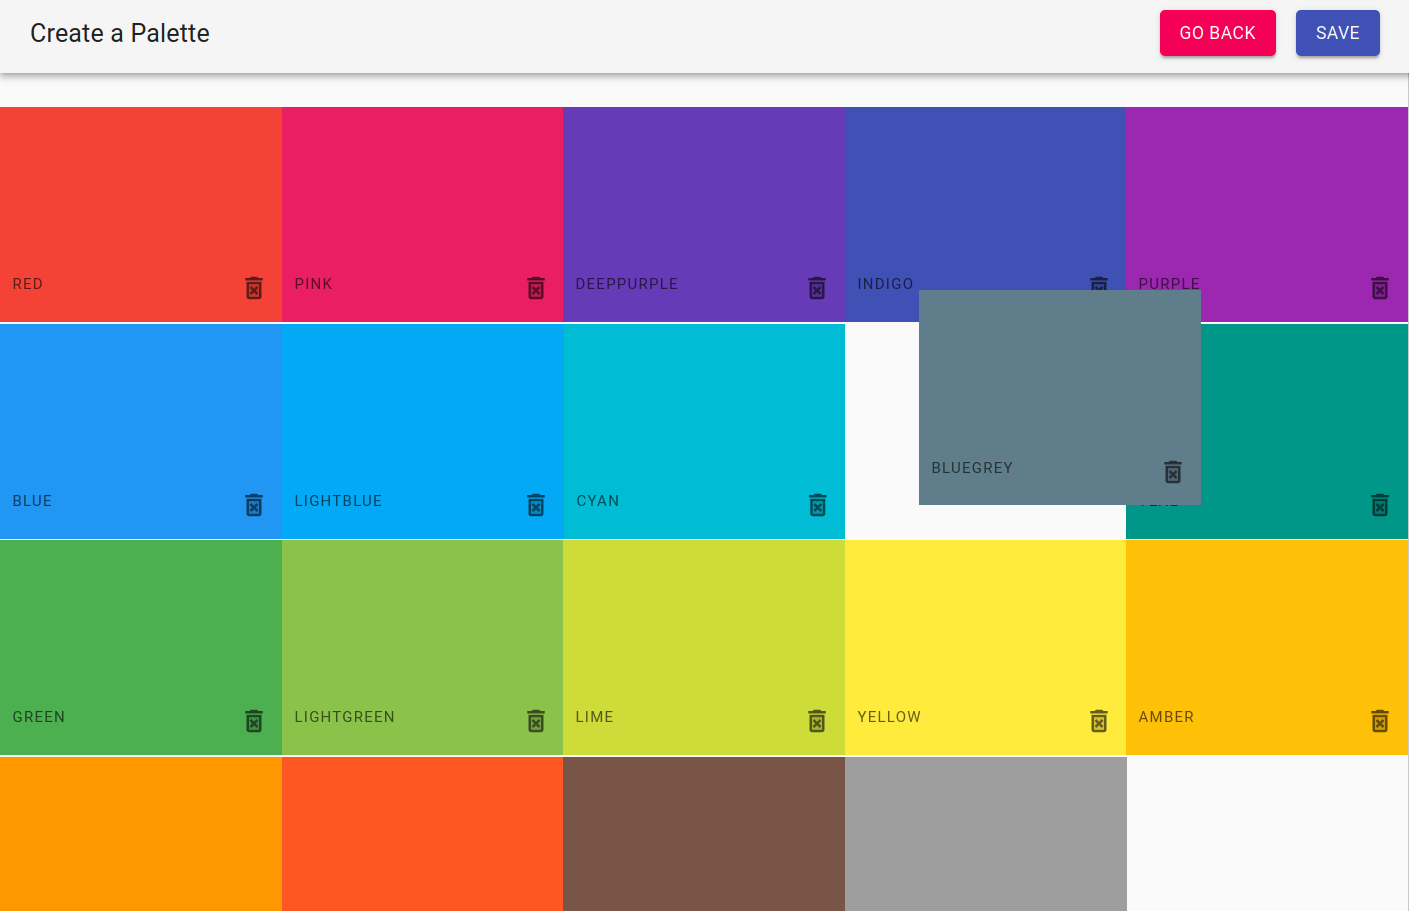 Create a Palette
GO BACK
SAVE
RED
PINK
DEEPPURPLE
INDIGO
PURPLE
BLUEGREY
BLUE
LIGHTBLUE
CYAN
GREEN
LIGHTGREEN
LIME
YELLOW
AMBER